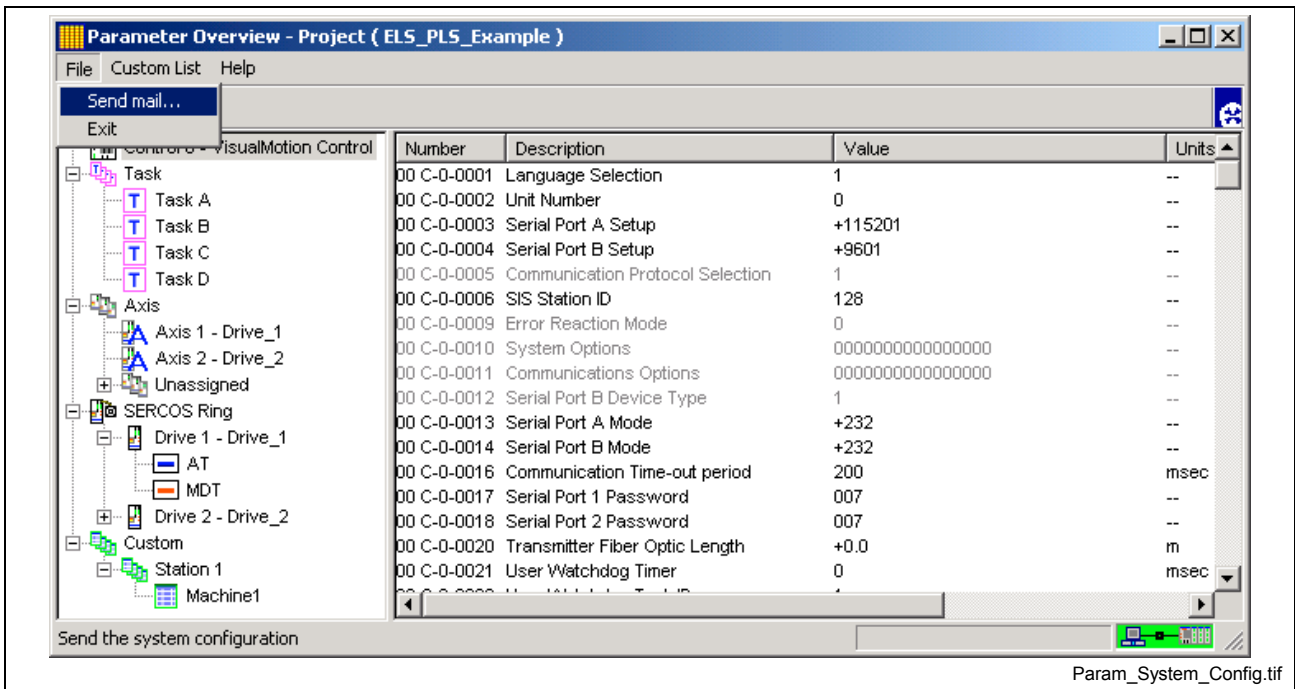 Parameter Overview - Project ( ELS_PLS_Example )
File Custom List Help
Send mail...
Exit
VisualMotion Control
Task
T Task A
T Task B
T Task C
T Task D
Axis
Axis 1 - Drive_1
Axis 2 - Drive_2
Unassigned
SERCOS Ring
Drive 1 - Drive_1
AT
MDT
Drive 2 - Drive_2
Custom
Station 1
Machine1
Number Description Value Units
00 C-0-0001 Language Selection 1 --
00 C-0-0002 Unit Number 0 --
00 C-0-0003 Serial Port A Setup +115201 --
00 C-0-0004 Serial Port B Setup +9601 --
00 C-0-0005 Communication Protocol Selection 1 --
00 C-0-0006 SIS Station ID 128 --
00 C-0-0009 Error Reaction Mode 0 --
00 C-0-0010 System Options 0000000000000000 --
00 C-0-0011 Communications Options 0000000000000000 --
00 C-0-0012 Serial Port B Device Type 1 --
00 C-0-0013 Serial Port A Mode +232 --
00 C-0-0014 Serial Port B Mode +232 --
00 C-0-0016 Communication Time-out period 200 msec
00 C-0-0017 Serial Port 1 Password 007 --
00 C-0-0018 Serial Port 2 Password 007 --
00 C-0-0020 Transmitter Fiber Optic Length +0.0 m
00 C-0-0021 User Watchdog Timer 0 msec
Send the system configuration
Param_System_Config.tif